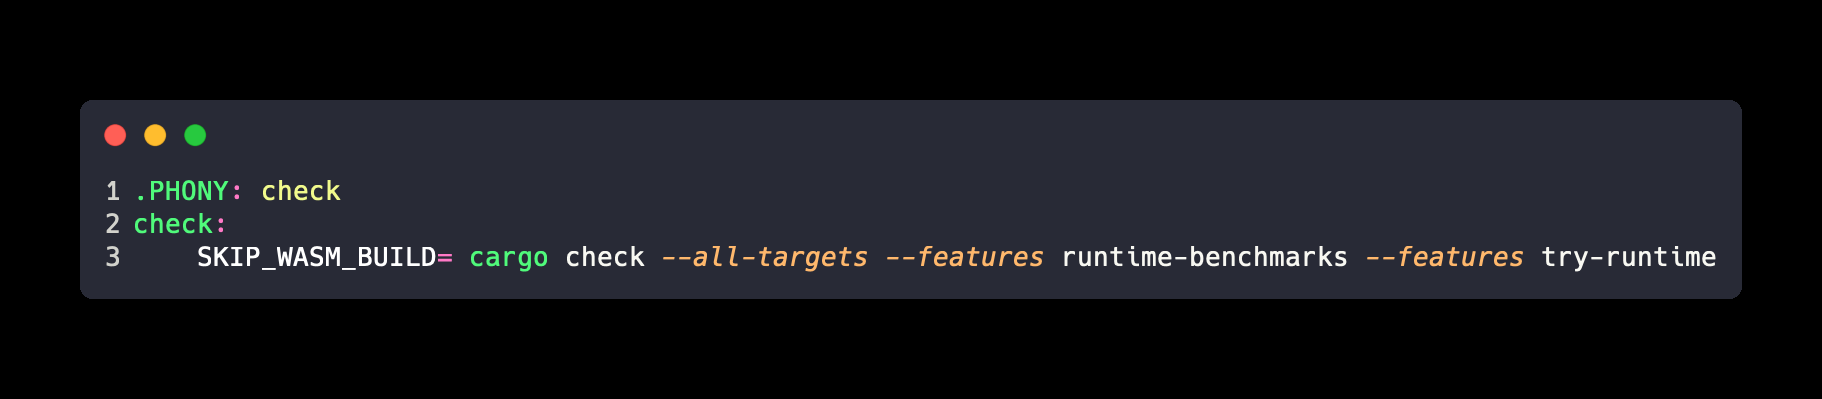 1 .PHONY: check
2 check:
3     SKIP_WASM_BUILD= cargo check --all-targets --features runtime-benchmarks --features try-runtime